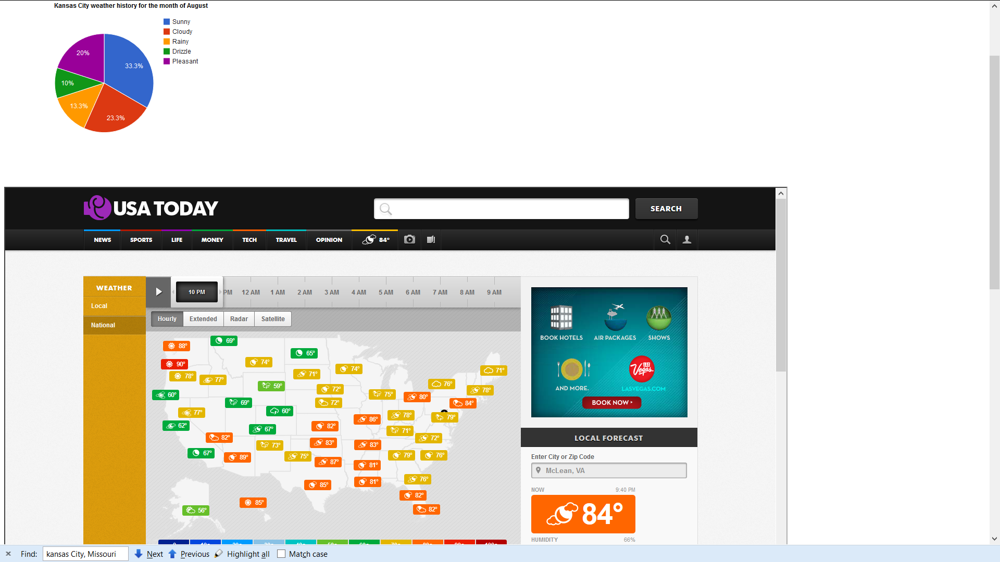 Kansas City weather history for the month of August
Sunny
Cloudy
Rainy
Drizzle
Pleasant
20%
33.3%
10%
13.3%
23.3%
USA TODAY
SEARCH
NEWS SPORTS LIFE MONEY TECH TRAVEL OPINION 84°
WEATHER
Local
National
10 PM PM 12 AM 1 AM 2 AM 3 AM 4 AM 5 AM 6 AM 7 AM 8 AM 9 AM
Hourly Extended Radar Satellite
69°
88°
65°
74°
90°
74°
71°
71°
78°
77°
76°
59°
72°
78°
60°
75°
80°
69°
72°
84°
60°
77°
78°
79°
86°
62°
82°
67°
71°
82°
72°
83°
73°
83°
67°
75°
79°
76°
89°
87°
81°
76°
81°
85°
82°
85°
82°
56°
BOOK HOTELS AIR PACKAGES SHOWS
Las Vegas
AND MORE. LASVEGAS.COM
BOOK NOW
LOCAL FORECAST
Enter City or Zip Code
McLean, VA
NOW 9:40 PM
84°
HUMIDITY 66%
Find: kansas City, Missouri Next Previous Highlight all Match case